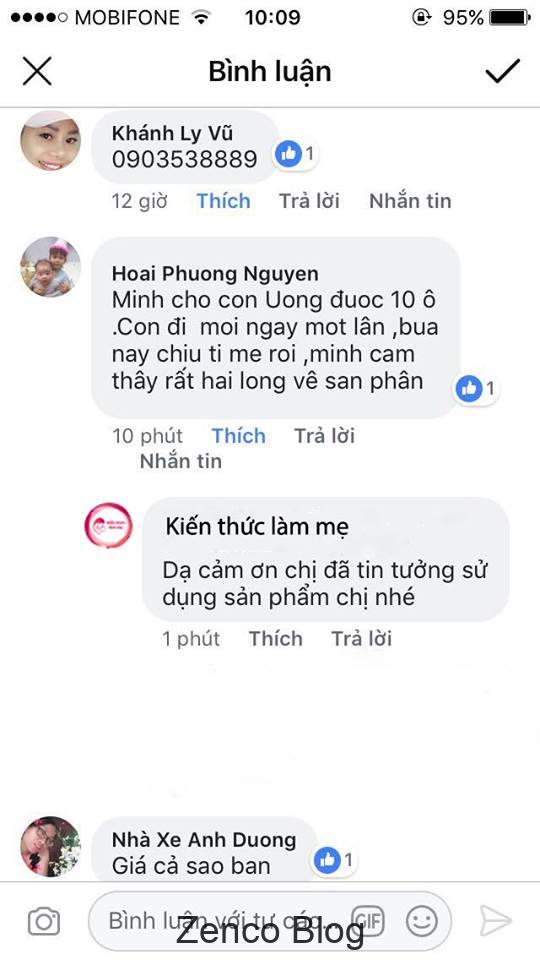 MOBIFONE 10:09 95%
Bình luận
Khánh Ly Vũ
0903538889
1
12 giờ Thích Trả lời Nhắn tin
Hoai Phuong Nguyen
Minh cho con Uong đuoc 10 ô
.Con đi moi ngay mot lân ,bua
nay chiu ti me roi ,minh cam
thây rất hai long vê san phân
1
10 phút Thích Trả lời
Nhắn tin
Kiến thức làm mẹ
Dạ cảm ơn chị đã tin tưởng sử
dụng sản phẩm chị nhé
1 phút Thích Trả lời
Nhà Xe Anh Duong
Giá cả sao ban
1
Bình luận với tư các... GIF
Zenco Blog